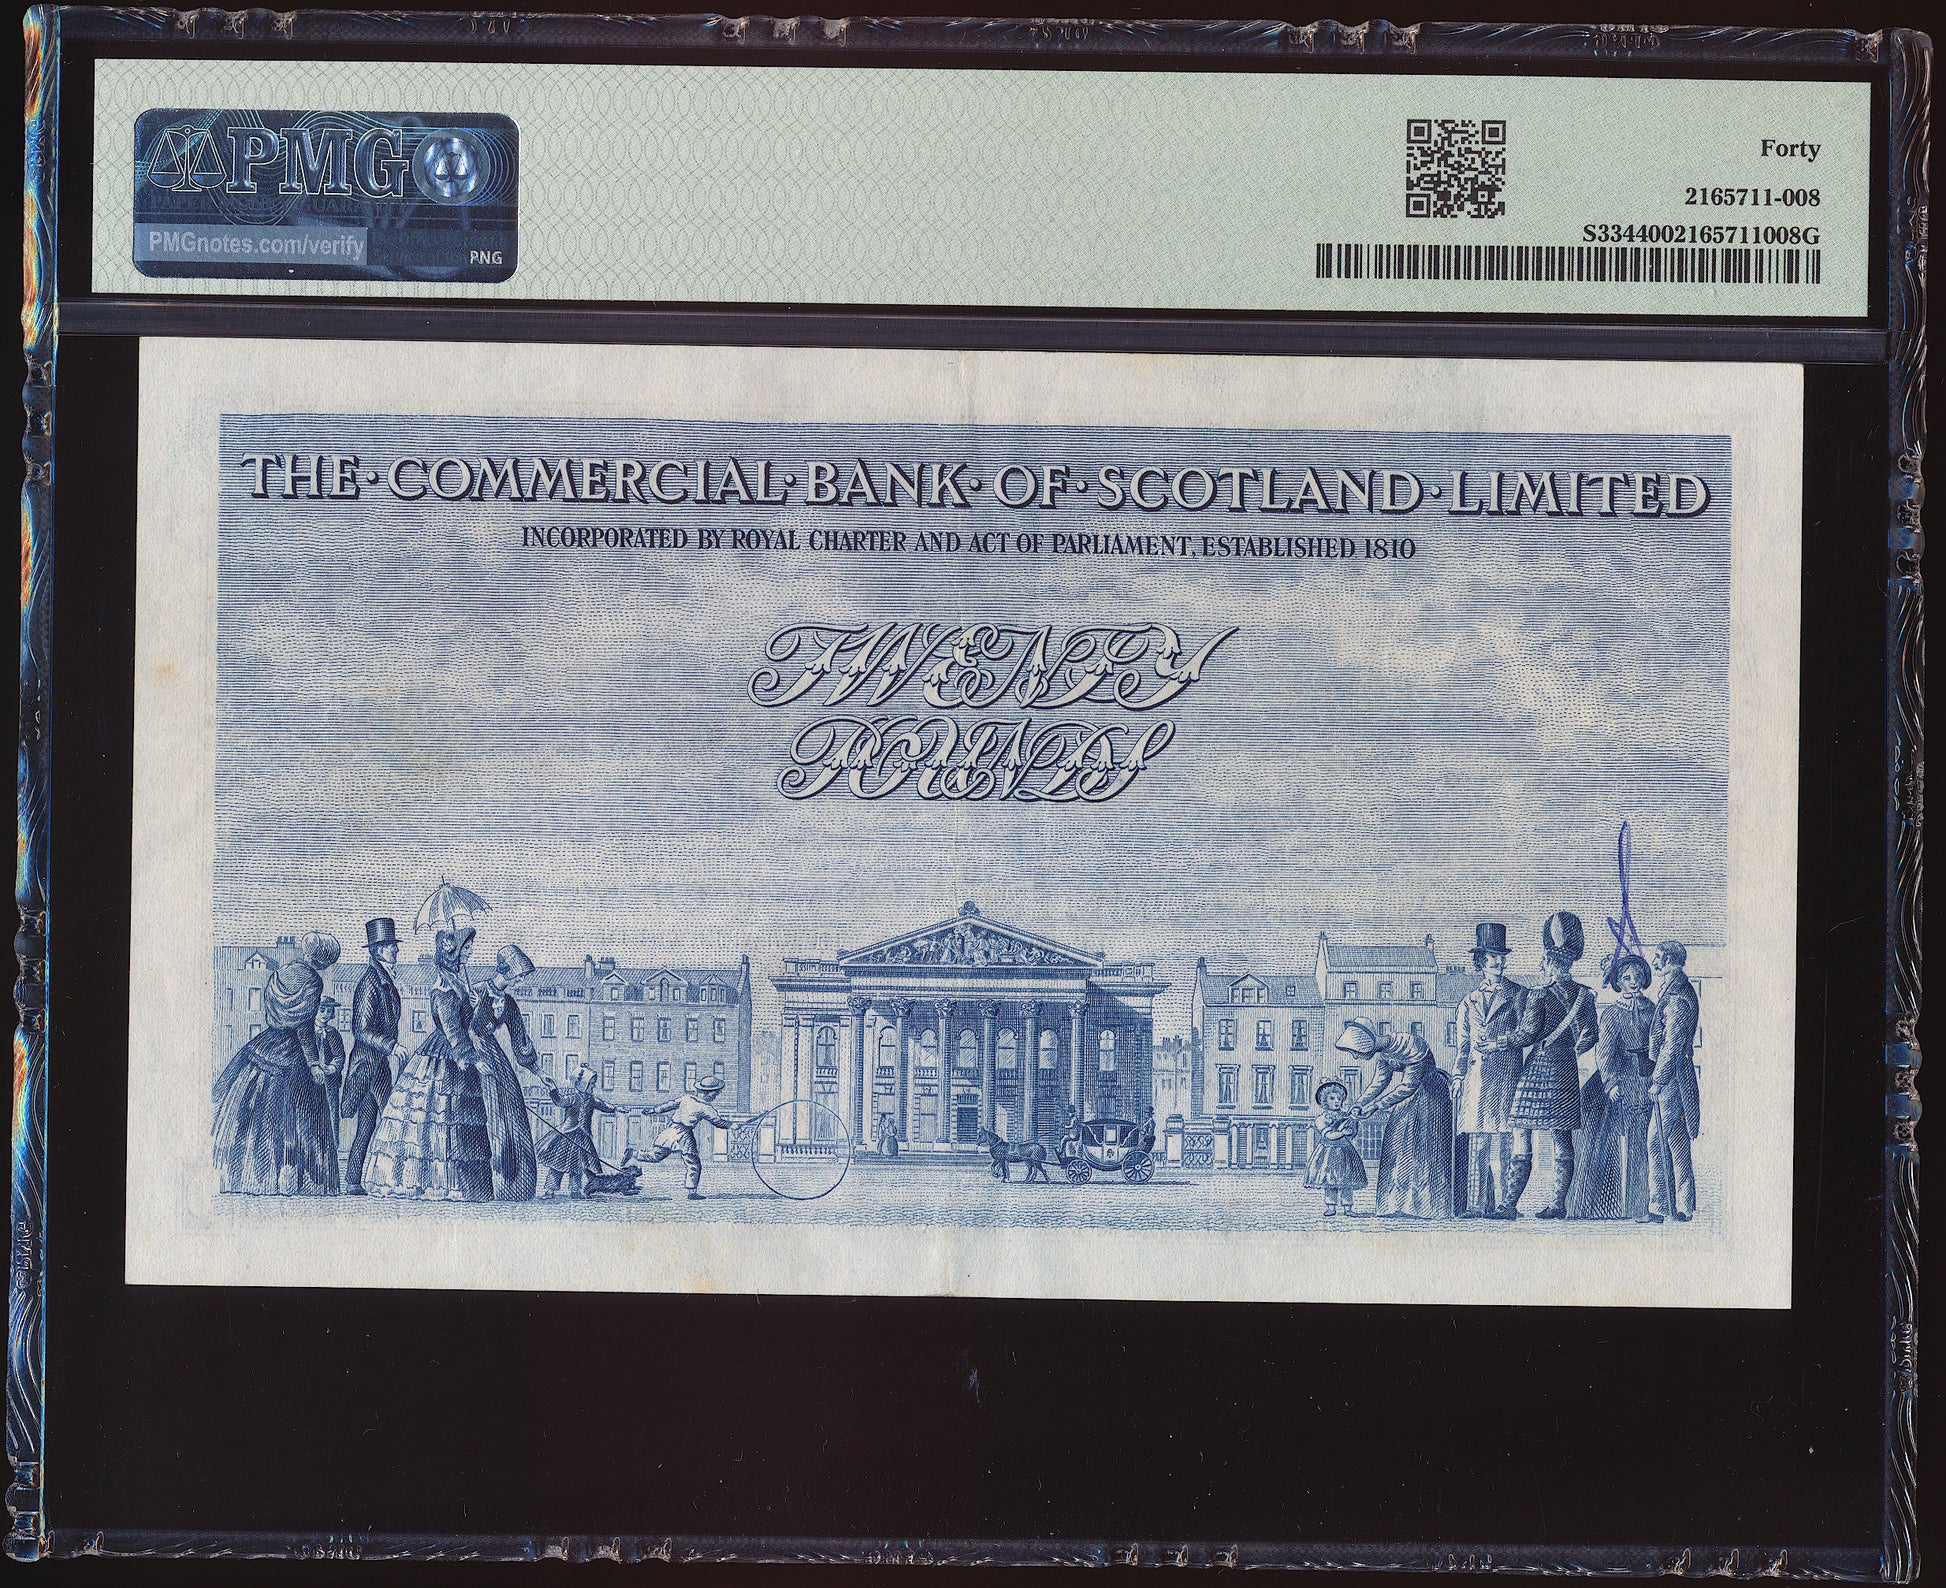 PMG
PMGnotes.com/verify
PNG
Forty
2165711-008
S3344002165711008G
THE·COMMERCIAL·BANK·OF·SCOTLAND·LIMITED
INCORPORATED BY ROYAL CHARTER AND ACT OF PARLIAMENT, ESTABLISHED 1810
TWENTY
POUNDS